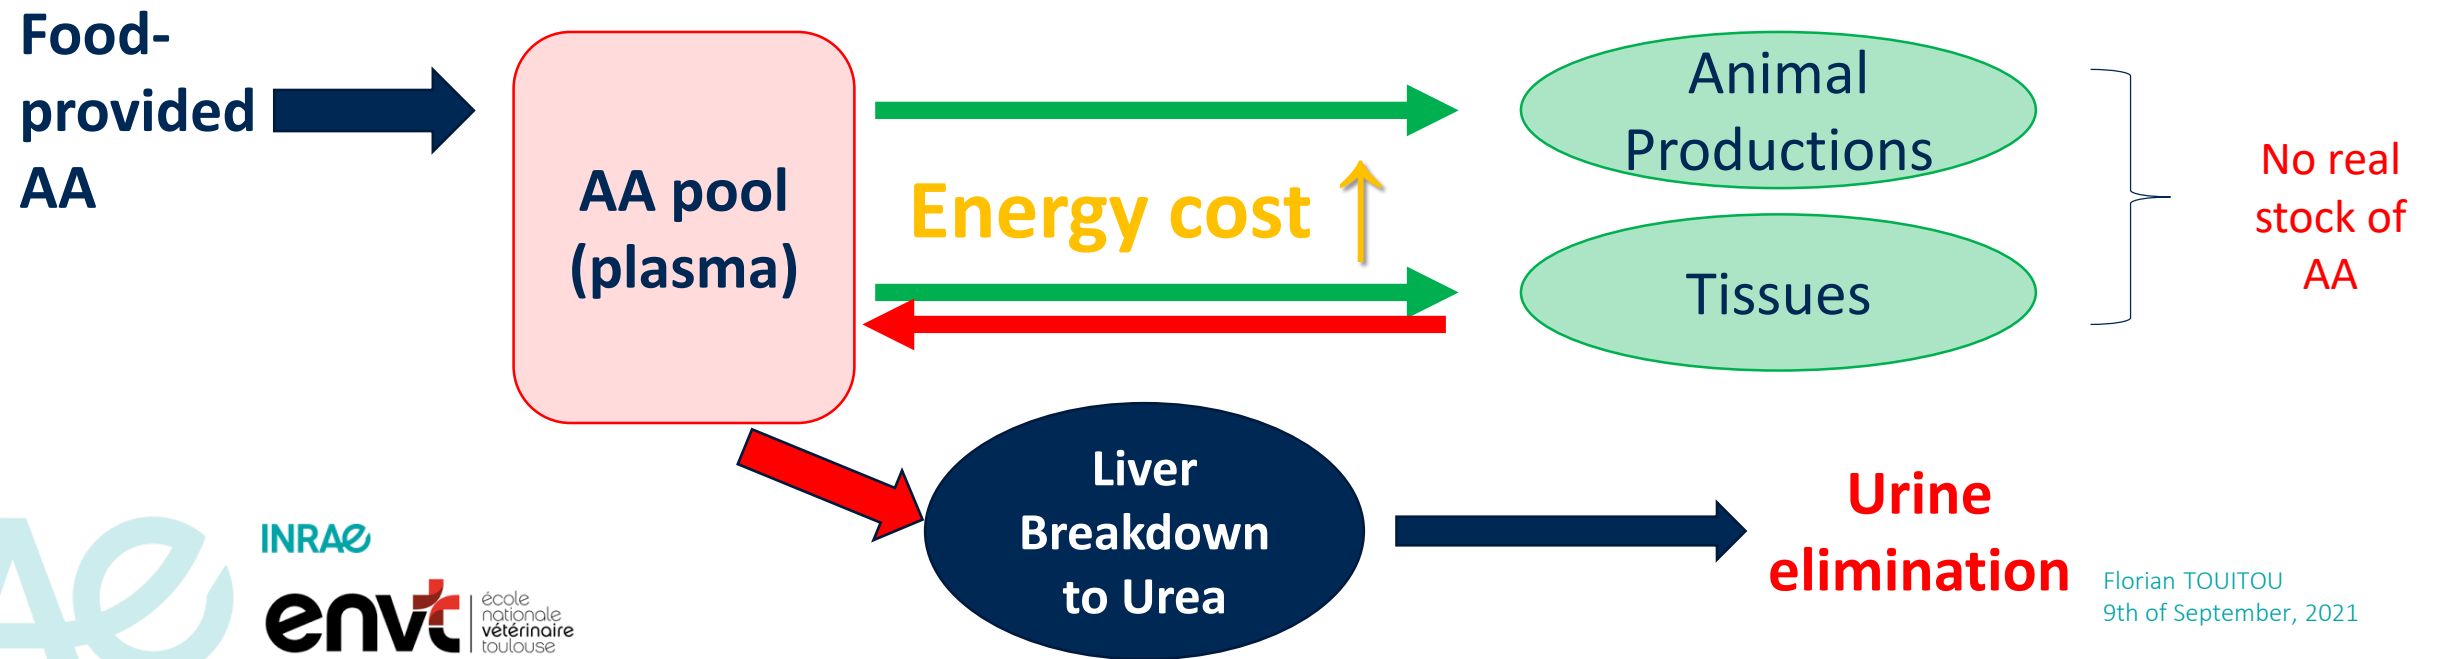 Food-
provided
AA
AA pool
(plasma)
Energy cost ↑
Animal
Productions
Tissues
No real
stock of
AA
Liver
Breakdown
to Urea
Urine
elimination
INRAE
envt
école
nationale
vétérinaire
toulouse
Florian TOUITOU
9th of September, 2021